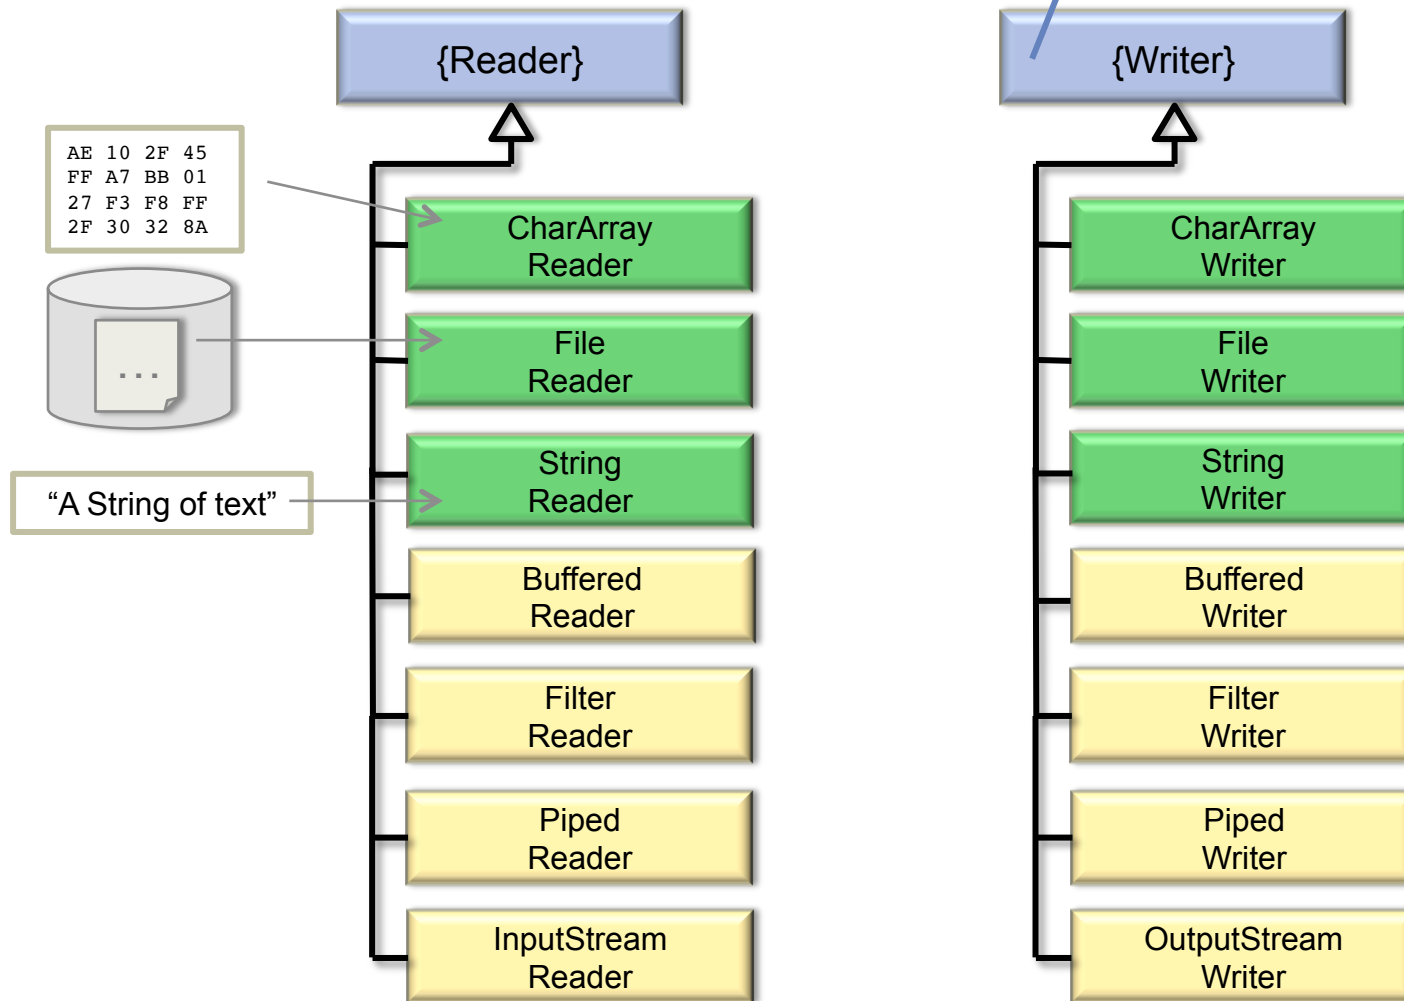 {Reader}
{Writer}
AE 10 2F 45
FF A7 BB 01
27 F3 F8 FF
2F 30 32 8A
CharArray
Reader
CharArray
Writer
...
File
Reader
File
Writer
“A String of text”
String
Reader
String
Writer
Buffered
Reader
Buffered
Writer
Filter
Reader
Filter
Writer
Piped
Reader
Piped
Writer
InputStream
Reader
OutputStream
Writer